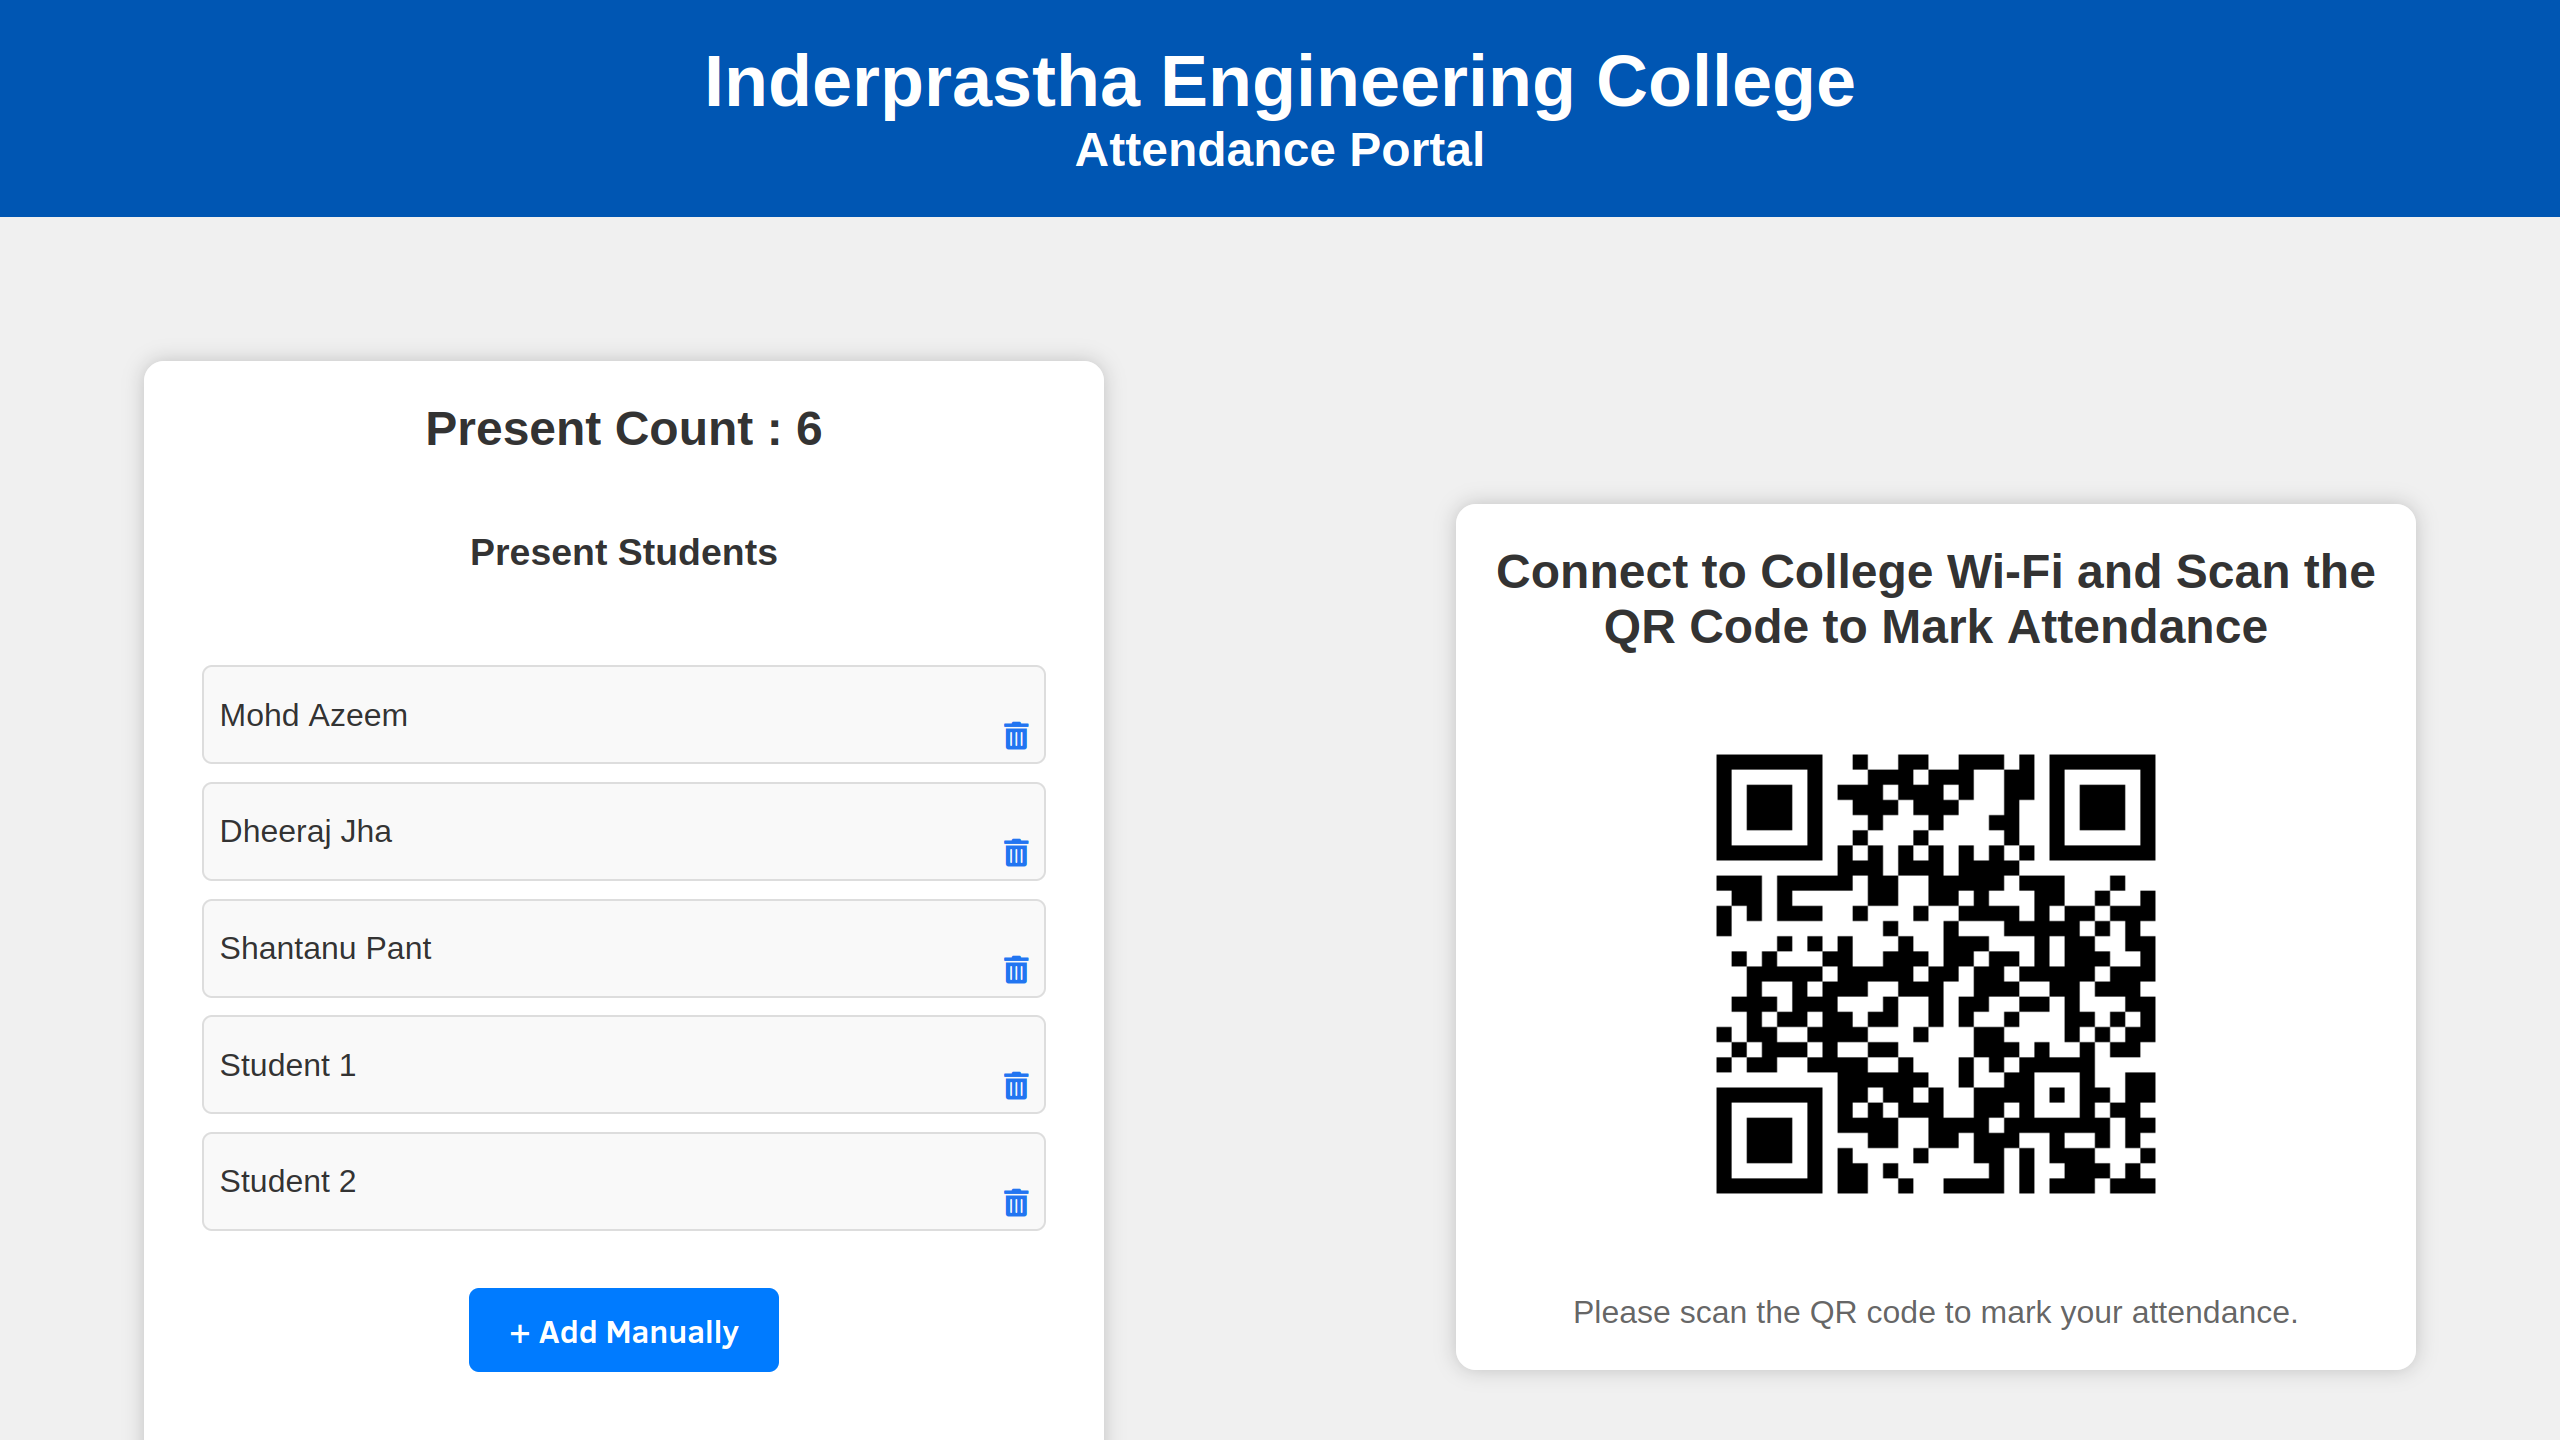 Inderprastha Engineering College
Attendance Portal
Present Count : 6
Present Students
Mohd Azeem
Dheeraj Jha
Shantanu Pant
Student 1
Student 2
+ Add Manually
Connect to College Wi-Fi and Scan the
QR Code to Mark Attendance
Please scan the QR code to mark your attendance.